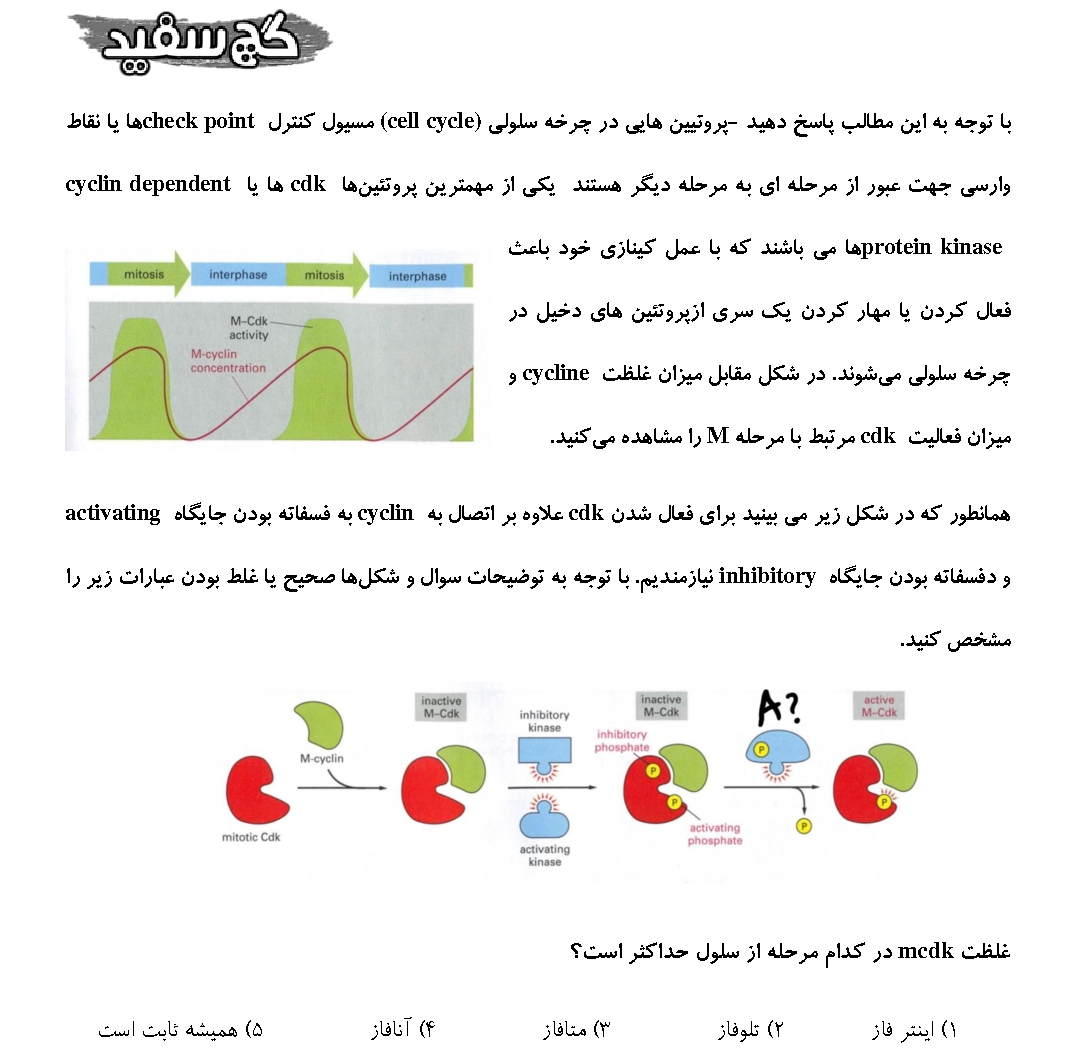 گچ سفید
با توجه به این مطالب پاسخ دهید -پروتیین هایی در چرخه سلولی (cell cycle) مسیول کنترل check pointها یا نقاط
وارسی جهت عبور از مرحله ای به مرحله دیگر هستند یکی از مهمترین پروتئین‌ها cdk ها یا cyclin dependent
protein kinaseها می باشند که با عمل کینازی خود باعث
فعال کردن یا مهار کردن یک سری ازپروتئین های دخیل در
چرخه سلولی می‌شوند. در شکل مقابل میزان غلظت cycline و
میزان فعالیت cdk مرتبط با مرحله M را مشاهده می‌کنید.
mitosis interphase mitosis interphase
M–Cdk
activity
M-cyclin
concentration
همانطور که در شکل زیر می بینید برای فعال شدن cdk علاوه بر اتصال به cyclin به فسفاته بودن جایگاه activating
و دفسفاته بودن جایگاه inhibitory نیازمندیم. با توجه به توضیحات سوال و شکل‌ها صحیح یا غلط بودن عبارات زیر را
مشخص کنید.
M-cyclin
mitotic Cdk
inactive
M–Cdk
inhibitory
kinase
activating
kinase
inactive
M–Cdk
inhibitory
phosphate
P
P
activating
phosphate
A?
P
P
active
M–Cdk
P
غلظت mcdk در کدام مرحله از سلول حداکثر است؟
۱) اینتر فاز ۲) تلوفاز ۳) متافاز ۴) آنافاز ۵) همیشه ثابت است